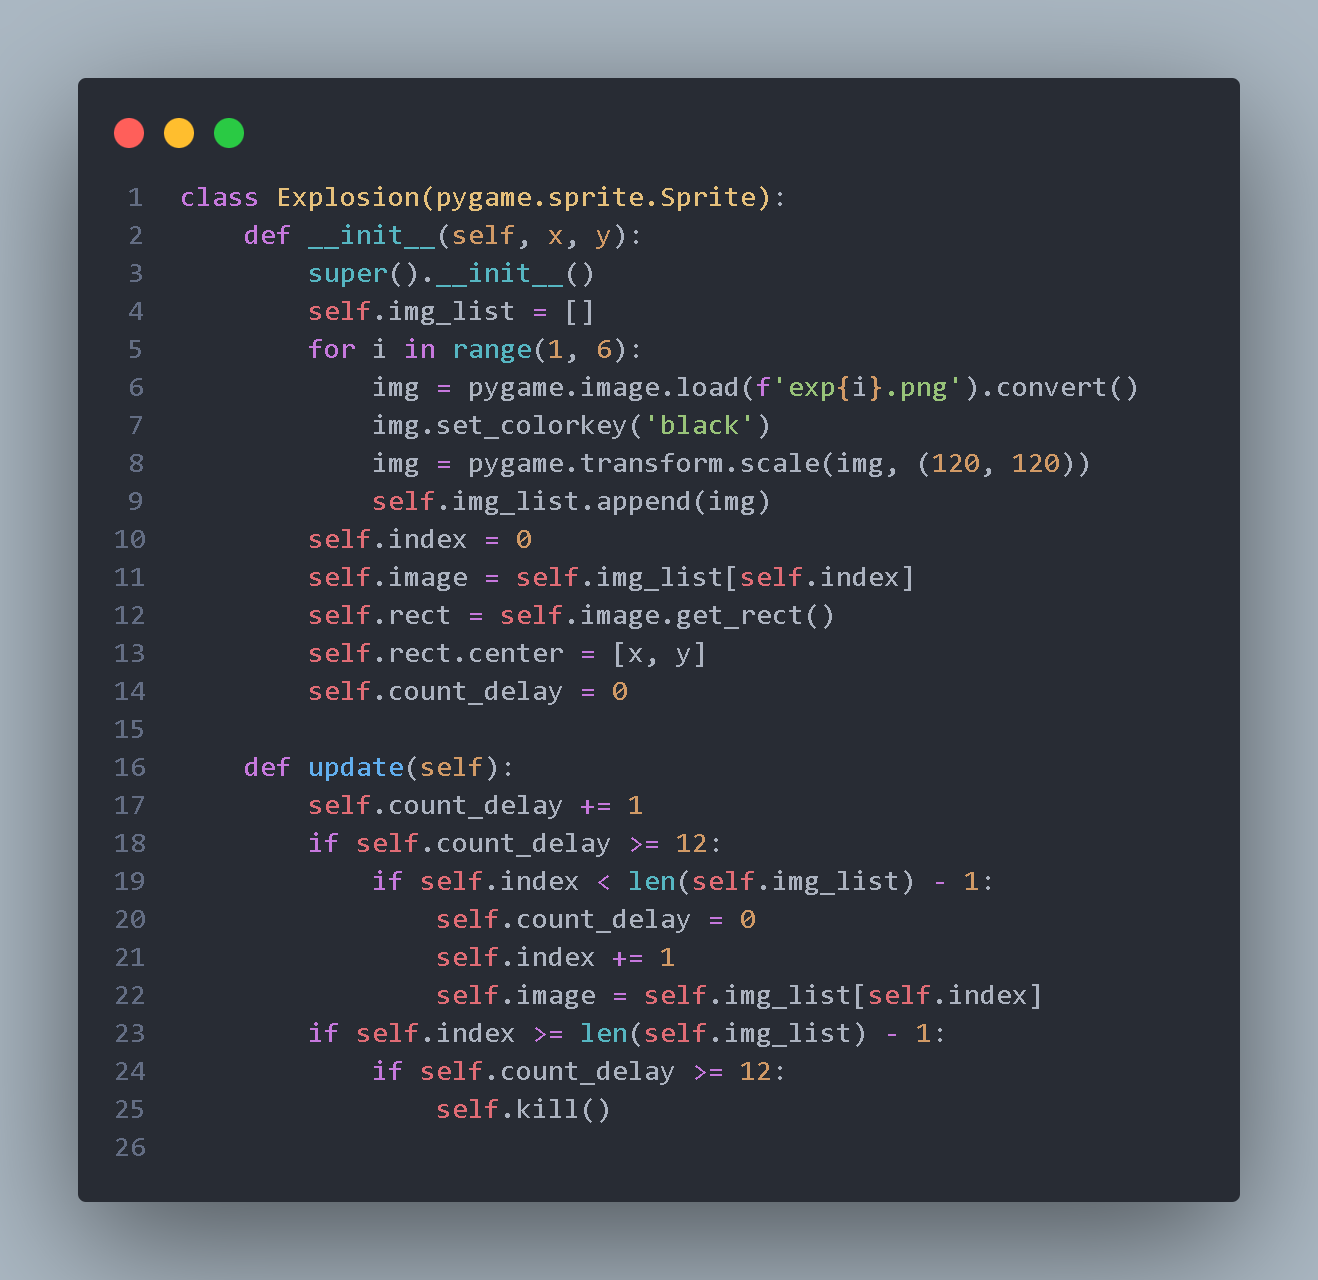 1 class Explosion(pygame.sprite.Sprite):
2     def __init__(self, x, y):
3         super().__init__()
4         self.img_list = []
5         for i in range(1, 6):
6             img = pygame.image.load(f'exp{i}.png').convert()
7             img.set_colorkey('black')
8             img = pygame.transform.scale(img, (120, 120))
9             self.img_list.append(img)
10         self.index = 0
11         self.image = self.img_list[self.index]
12         self.rect = self.image.get_rect()
13         self.rect.center = [x, y]
14         self.count_delay = 0
15
16     def update(self):
17         self.count_delay += 1
18         if self.count_delay >= 12:
19             if self.index < len(self.img_list) - 1:
20                 self.count_delay = 0
21                 self.index += 1
22                 self.image = self.img_list[self.index]
23         if self.index >= len(self.img_list) - 1:
24             if self.count_delay >= 12:
25                 self.kill()
26